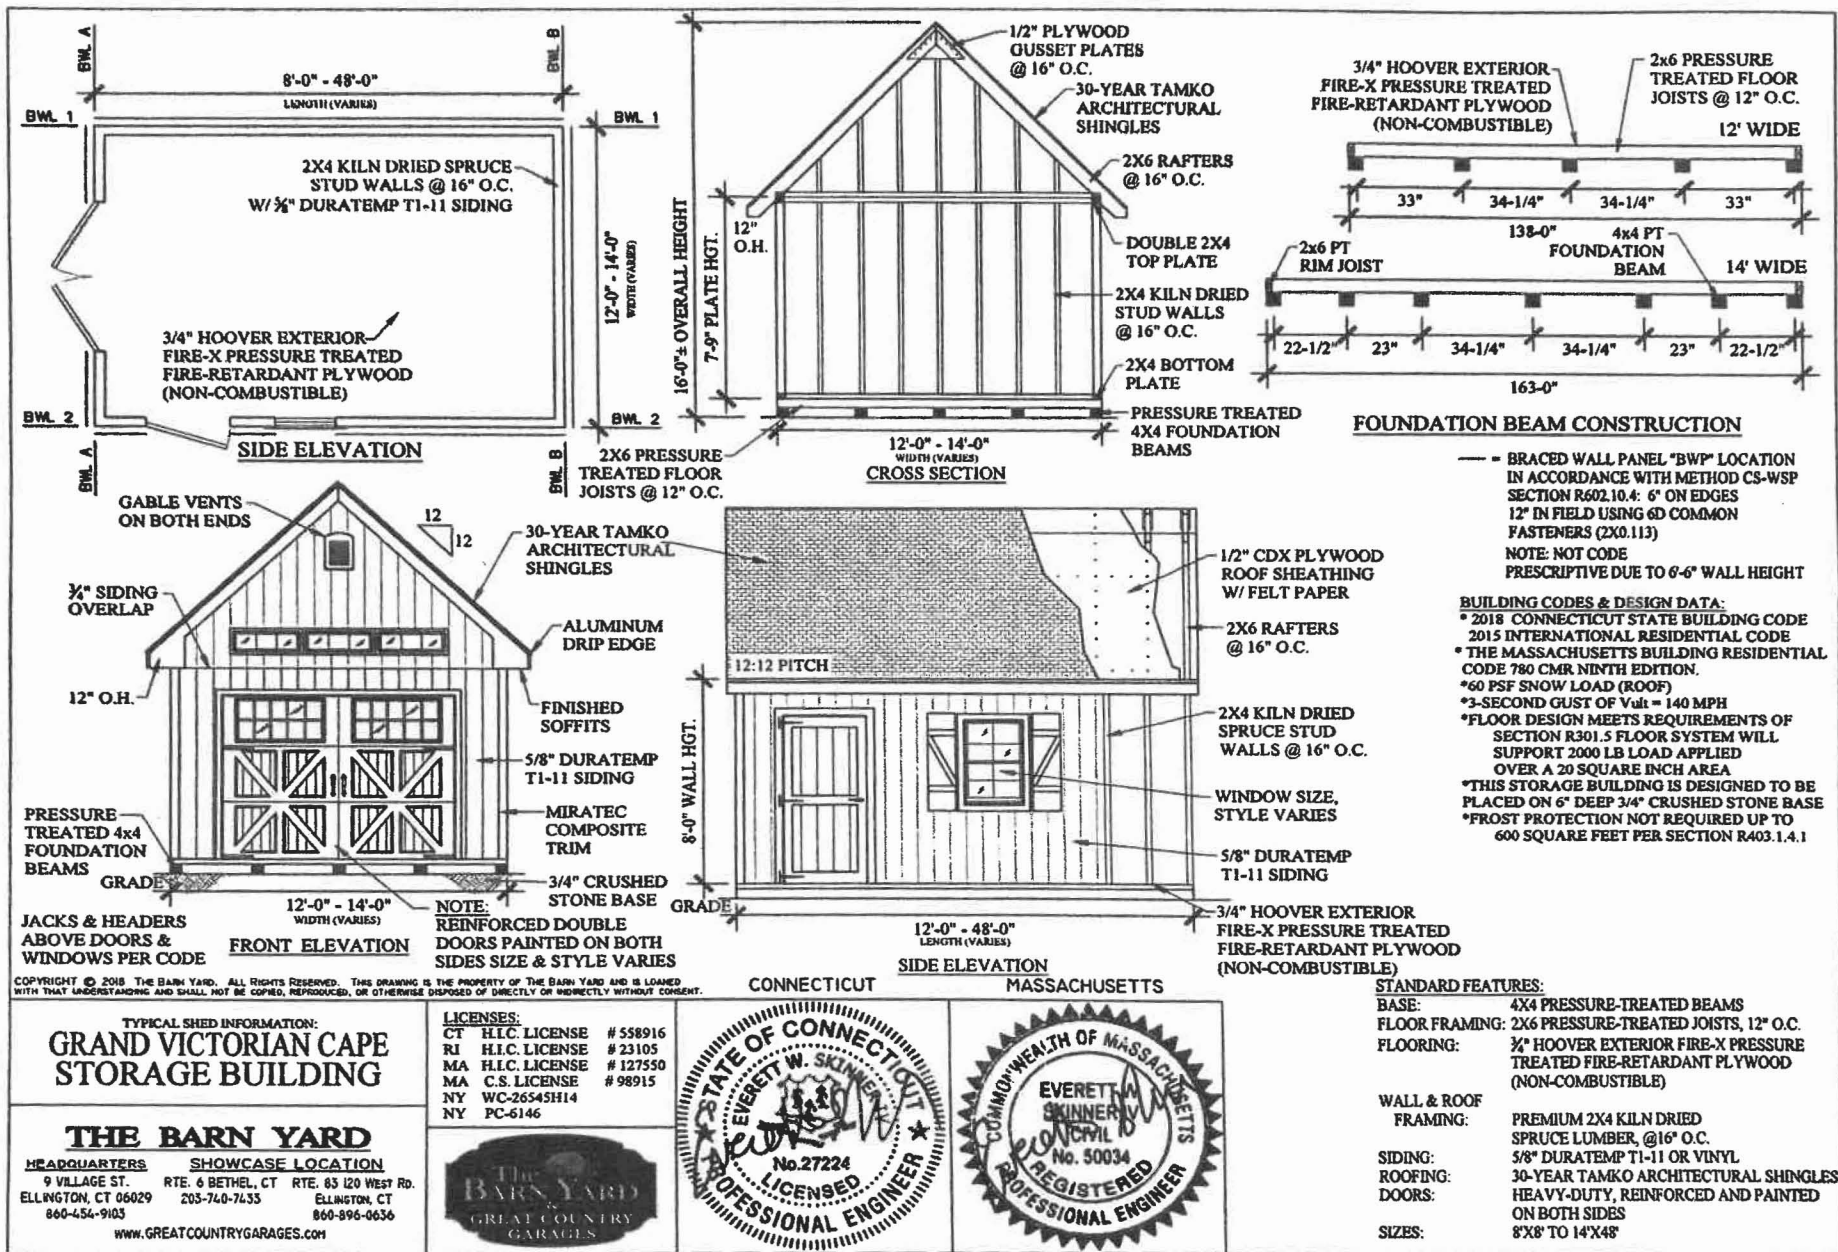 BWL A
BWL B
8'-0" - 48'-0"
LENGTH (VARIES)
BWL 1
BWL 1
2X4 KILN DRIED SPRUCE
STUD WALLS @ 16" O.C.
W/ ⅝" DURATEMP T1-11 SIDING
12'-0" - 14'-0"
WIDTH (VARIES)
3/4" HOOVER EXTERIOR
FIRE-X PRESSURE TREATED
FIRE-RETARDANT PLYWOOD
(NON-COMBUSTIBLE)
BWL 2
BWL 2
SIDE ELEVATION
BWL A
BWL B
1/2" PLYWOOD
GUSSET PLATES
@ 16" O.C.
30-YEAR TAMKO
ARCHITECTURAL
SHINGLES
2X6 RAFTERS
@ 16" O.C.
12"
O.H.
16'-0"± OVERALL HEIGHT
7'-9" PLATE HGT.
DOUBLE 2X4
TOP PLATE
2X4 KILN DRIED
STUD WALLS
@ 16" O.C.
2X4 BOTTOM
PLATE
PRESSURE TREATED
4X4 FOUNDATION
BEAMS
12'-0" - 14'-0"
WIDTH (VARIES)
CROSS SECTION
2X6 PRESSURE
TREATED FLOOR
JOISTS @ 12" O.C.
3/4" HOOVER EXTERIOR
FIRE-X PRESSURE TREATED
FIRE-RETARDANT PLYWOOD
(NON-COMBUSTIBLE)
2x6 PRESSURE
TREATED FLOOR
JOISTS @ 12" O.C.
12' WIDE
33" 34-1/4" 34-1/4" 33"
138-0"
2x6 PT
RIM JOIST
4x4 PT
FOUNDATION
BEAM
14' WIDE
22-1/2" 23" 34-1/4" 34-1/4" 23" 22-1/2"
163-0"
FOUNDATION BEAM CONSTRUCTION
= BRACED WALL PANEL "BWP" LOCATION
IN ACCORDANCE WITH METHOD CS-WSP
SECTION R602.10.4: 6" ON EDGES
12" IN FIELD USING 6D COMMON
FASTENERS (2X0.113)
NOTE: NOT CODE
PRESCRIPTIVE DUE TO 6'-6" WALL HEIGHT
BUILDING CODES & DESIGN DATA:
* 2018 CONNECTICUT STATE BUILDING CODE
2015 INTERNATIONAL RESIDENTIAL CODE
* THE MASSACHUSETTS BUILDING RESIDENTIAL
CODE 780 CMR NINTH EDITION.
*60 PSF SNOW LOAD (ROOF)
*3-SECOND GUST OF Vult = 140 MPH
*FLOOR DESIGN MEETS REQUIREMENTS OF
SECTION R301.5 FLOOR SYSTEM WILL
SUPPORT 2000 LB LOAD APPLIED
OVER A 20 SQUARE INCH AREA
*THIS STORAGE BUILDING IS DESIGNED TO BE
PLACED ON 6" DEEP 3/4" CRUSHED STONE BASE
*FROST PROTECTION NOT REQUIRED UP TO
600 SQUARE FEET PER SECTION R403.1.4.1
GABLE VENTS
ON BOTH ENDS
12
12
30-YEAR TAMKO
ARCHITECTURAL
SHINGLES
¾" SIDING
OVERLAP
ALUMINUM
DRIP EDGE
12" O.H.
FINISHED
SOFFITS
5/8" DURATEMP
T1-11 SIDING
MIRATEC
COMPOSITE
TRIM
PRESSURE
TREATED 4x4
FOUNDATION
BEAMS
GRADE
3/4" CRUSHED
STONE BASE
12'-0" - 14'-0"
WIDTH (VARIES)
JACKS & HEADERS
ABOVE DOORS &
WINDOWS PER CODE
FRONT ELEVATION
NOTE:
REINFORCED DOUBLE
DOORS PAINTED ON BOTH
SIDES SIZE & STYLE VARIES
1/2" CDX PLYWOOD
ROOF SHEATHING
W/ FELT PAPER
2X6 RAFTERS
@ 16" O.C.
12:12 PITCH
8'-0" WALL HGT.
2X4 KILN DRIED
SPRUCE STUD
WALLS @ 16" O.C.
WINDOW SIZE,
STYLE VARIES
5/8" DURATEMP
T1-11 SIDING
GRADE
3/4" HOOVER EXTERIOR
FIRE-X PRESSURE TREATED
FIRE-RETARDANT PLYWOOD
(NON-COMBUSTIBLE)
12'-0" - 48'-0"
LENGTH (VARIES)
SIDE ELEVATION
COPYRIGHT © 2018 THE BARN YARD. ALL RIGHTS RESERVED. THIS DRAWING IS THE PROPERTY OF THE BARN YARD AND IS LOANED
WITH THAT UNDERSTANDING AND SHALL NOT BE COPIED, REPRODUCED, OR OTHERWISE DISPOSED OF DIRECTLY OR INDIRECTLY WITHOUT CONSENT.
TYPICAL SHED INFORMATION:
GRAND VICTORIAN CAPE
STORAGE BUILDING
THE BARN YARD
HEADQUARTERS
9 VILLAGE ST.
ELLINGTON, CT 06029
860-454-9103
SHOWCASE LOCATION
RTE. 6 BETHEL, CT
203-740-7433
RTE. 83 120 WEST RD.
ELLINGTON, CT
860-896-0636
WWW.GREATCOUNTRYGARAGES.COM
LICENSES:
CT H.I.C. LICENSE # 558916
RI H.I.C. LICENSE # 23105
MA H.I.C. LICENSE # 127550
MA C.S. LICENSE # 98915
NY WC-26545H14
NY PC-6146
The
BARN YARD
&
GREAT COUNTRY
GARAGES
CONNECTICUT
STATE OF CONNECTICUT
EVERETT W. SKINNER IV
No.27224
LICENSED
PROFESSIONAL ENGINEER
MASSACHUSETTS
COMMONWEALTH OF MASSACHUSETTS
EVERETT W
SKINNER IV
CIVIL
No. 50034
REGISTERED
PROFESSIONAL ENGINEER
STANDARD FEATURES:
BASE: 4X4 PRESSURE-TREATED BEAMS
FLOOR FRAMING: 2X6 PRESSURE-TREATED JOISTS, 12" O.C.
FLOORING: ¾" HOOVER EXTERIOR FIRE-X PRESSURE
TREATED FIRE-RETARDANT PLYWOOD
(NON-COMBUSTIBLE)
WALL & ROOF
FRAMING: PREMIUM 2X4 KILN DRIED
SPRUCE LUMBER, @16" O.C.
SIDING: 5/8" DURATEMP T1-11 OR VINYL
ROOFING: 30-YEAR TAMKO ARCHITECTURAL SHINGLES
DOORS: HEAVY-DUTY, REINFORCED AND PAINTED
ON BOTH SIDES
SIZES: 8'X8' TO 14'X48'